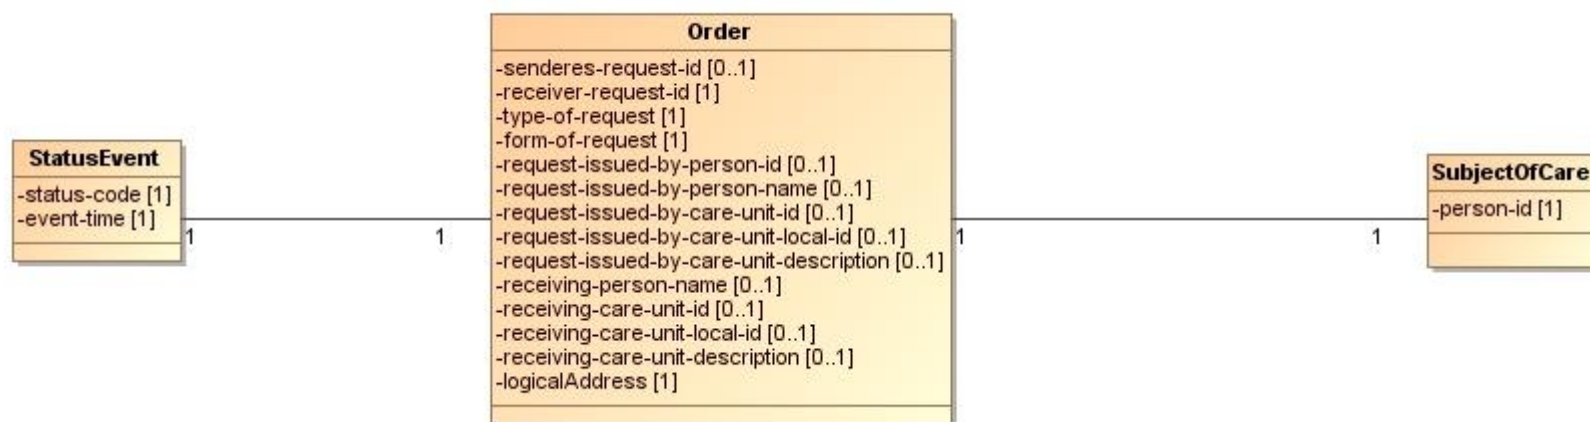 StatusEvent
-status-code [1]
-event-time [1]
1
1
Order
-senderes-request-id [0..1]
-receiver-request-id [1]
-type-of-request [1]
-form-of-request [1]
-request-issued-by-person-id [0..1]
-request-issued-by-person-name [0..1]
-request-issued-by-care-unit-id [0..1]
-request-issued-by-care-unit-local-id [0..1]
-request-issued-by-care-unit-description [0..1]
-receiving-person-name [0..1]
-receiving-care-unit-id [0..1]
-receiving-care-unit-local-id [0..1]
-receiving-care-unit-description [0..1]
-logicalAddress [1]
1
1
SubjectOfCare
-person-id [1]